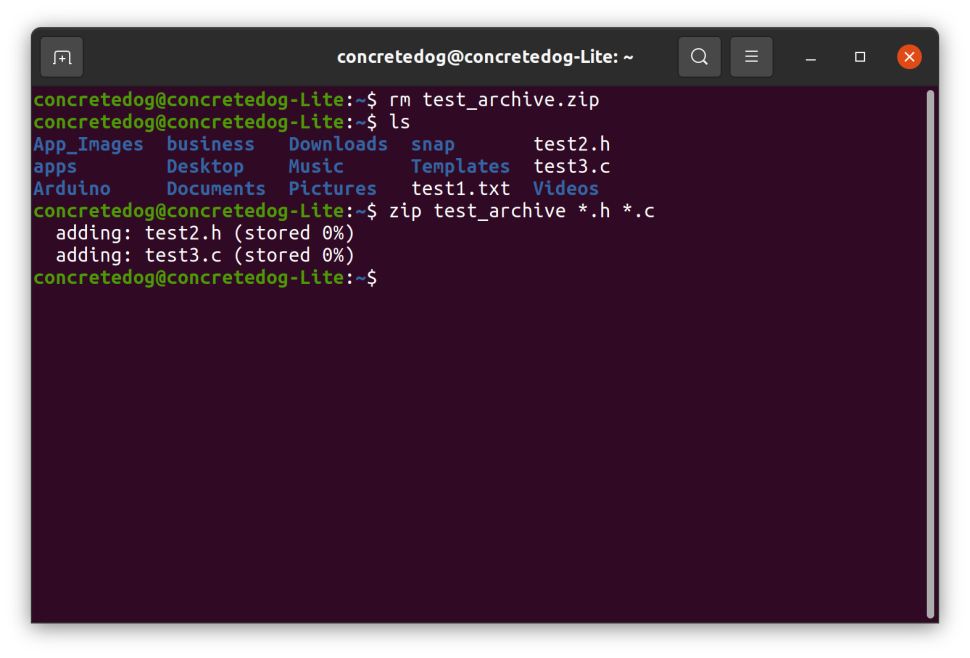 concretedog@concretedog-Lite: ~
concretedog@concretedog-Lite:~$ rm test_archive.zip
concretedog@concretedog-Lite:~$ ls
App_Images  business   Downloads  snap       test2.h
apps        Desktop    Music      Templates  test3.c
Arduino     Documents  Pictures   test1.txt  Videos
concretedog@concretedog-Lite:~$ zip test_archive *.h *.c
  adding: test2.h (stored 0%)
  adding: test3.c (stored 0%)
concretedog@concretedog-Lite:~$